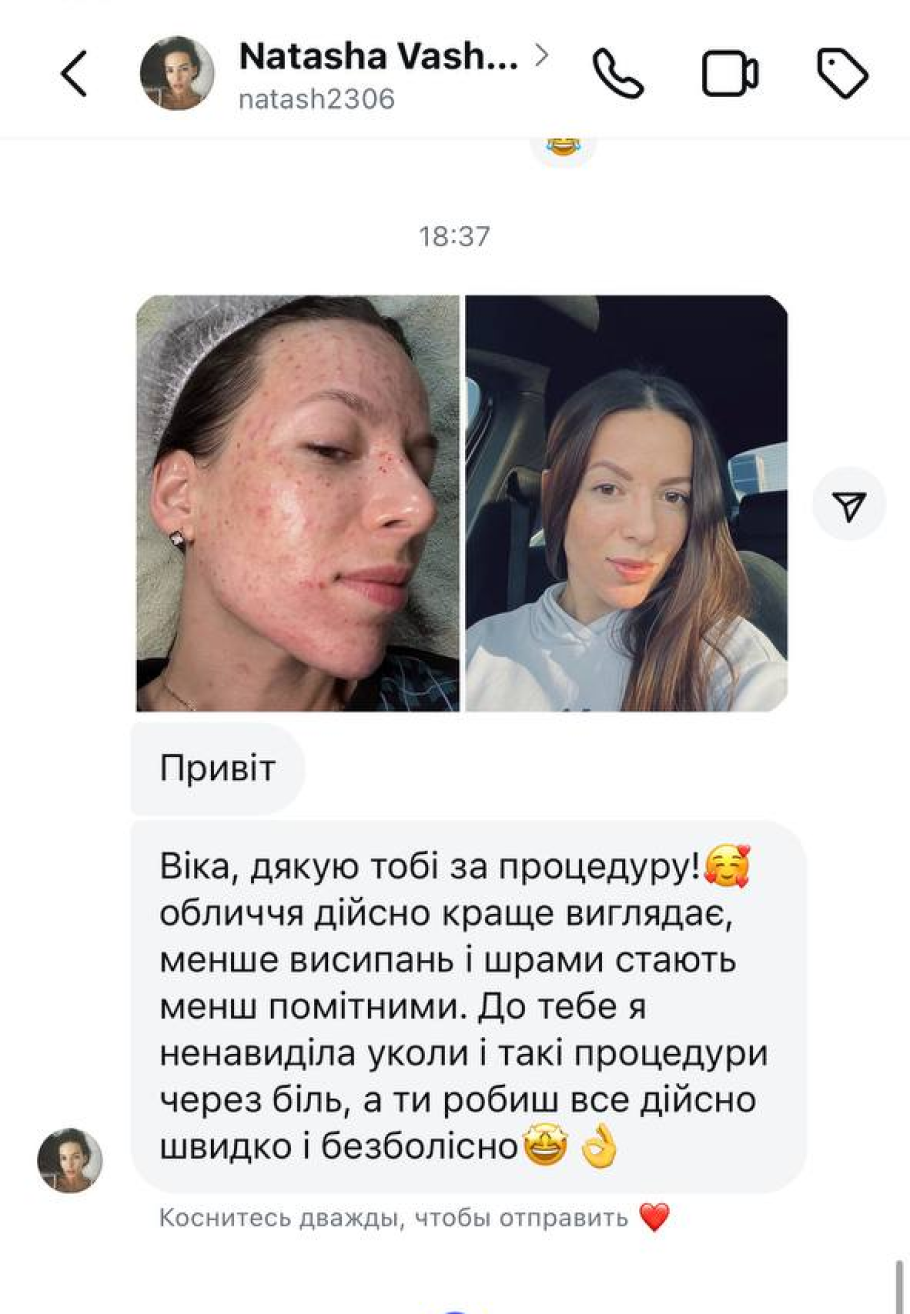 Natasha Vash...
natash2306
18:37
Привіт
Віка, дякую тобі за процедуру!🥰
обличчя дійсно краще виглядає,
менше висипань і шрами стають
менш помітними. До тебе я
ненавиділа уколи і такі процедури
через біль, а ти робиш все дійсно
швидко і безболісно🤩👌
Коснитесь дважды, чтобы отправить ❤️